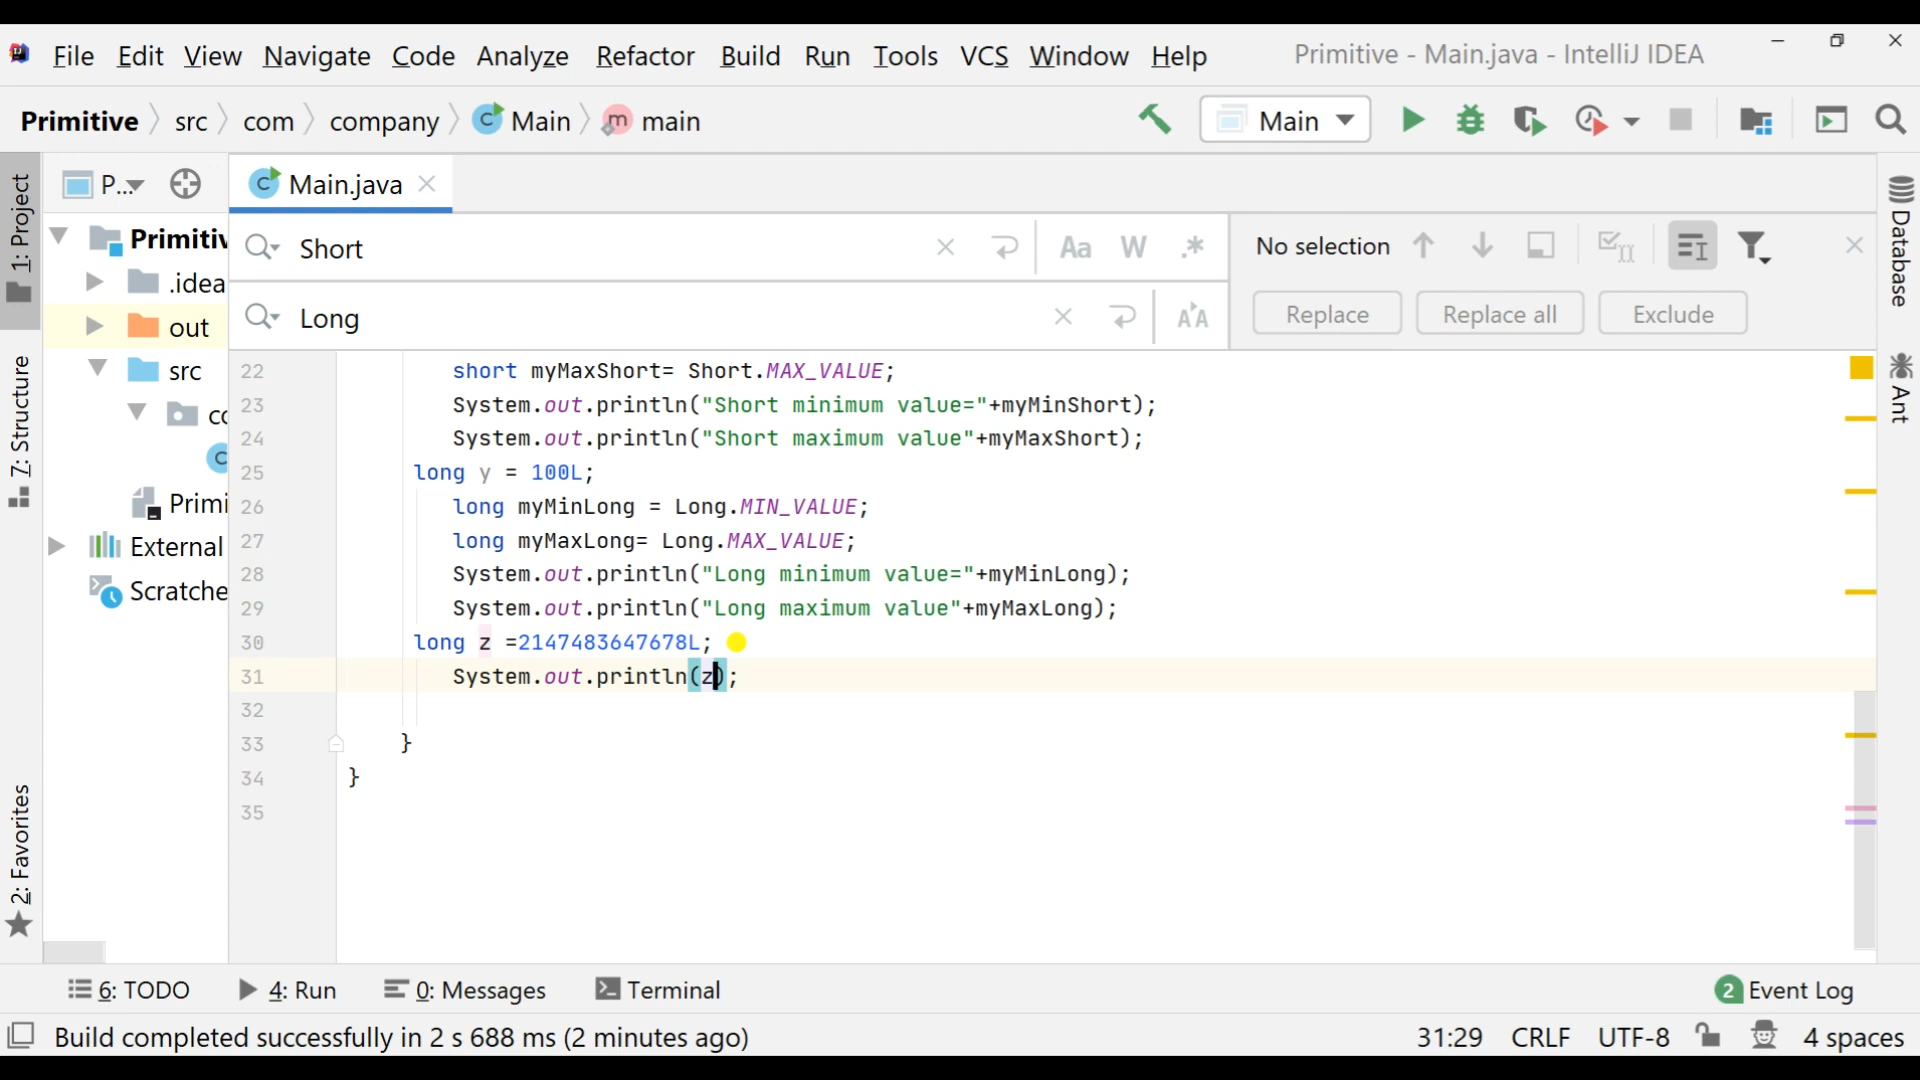 File Edit View Navigate Code Analyze Refactor Build Run Tools VCS Window Help Primitive - Main.java - IntelliJ IDEA
Primitive src com company Main main Main
1: Project
7: Structure
2: Favorites
P...
Primitiv
.idea
out
src
co
Primi
External
Scratche
Main.java
Short
Long
Aa W .*
No selection
Replace Replace all Exclude
22 short myMaxShort= Short.MAX_VALUE;
23 System.out.println("Short minimum value="+myMinShort);
24 System.out.println("Short maximum value"+myMaxShort);
25 long y = 100L;
26 long myMinLong = Long.MIN_VALUE;
27 long myMaxLong= Long.MAX_VALUE;
28 System.out.println("Long minimum value="+myMinLong);
29 System.out.println("Long maximum value"+myMaxLong);
30 long z =2147483647678L;
31 System.out.println(z);
32
33 }
34 }
35
Database
Ant
6: TODO 4: Run 0: Messages Terminal 2 Event Log
Build completed successfully in 2 s 688 ms (2 minutes ago) 31:29 CRLF UTF-8 4 spaces